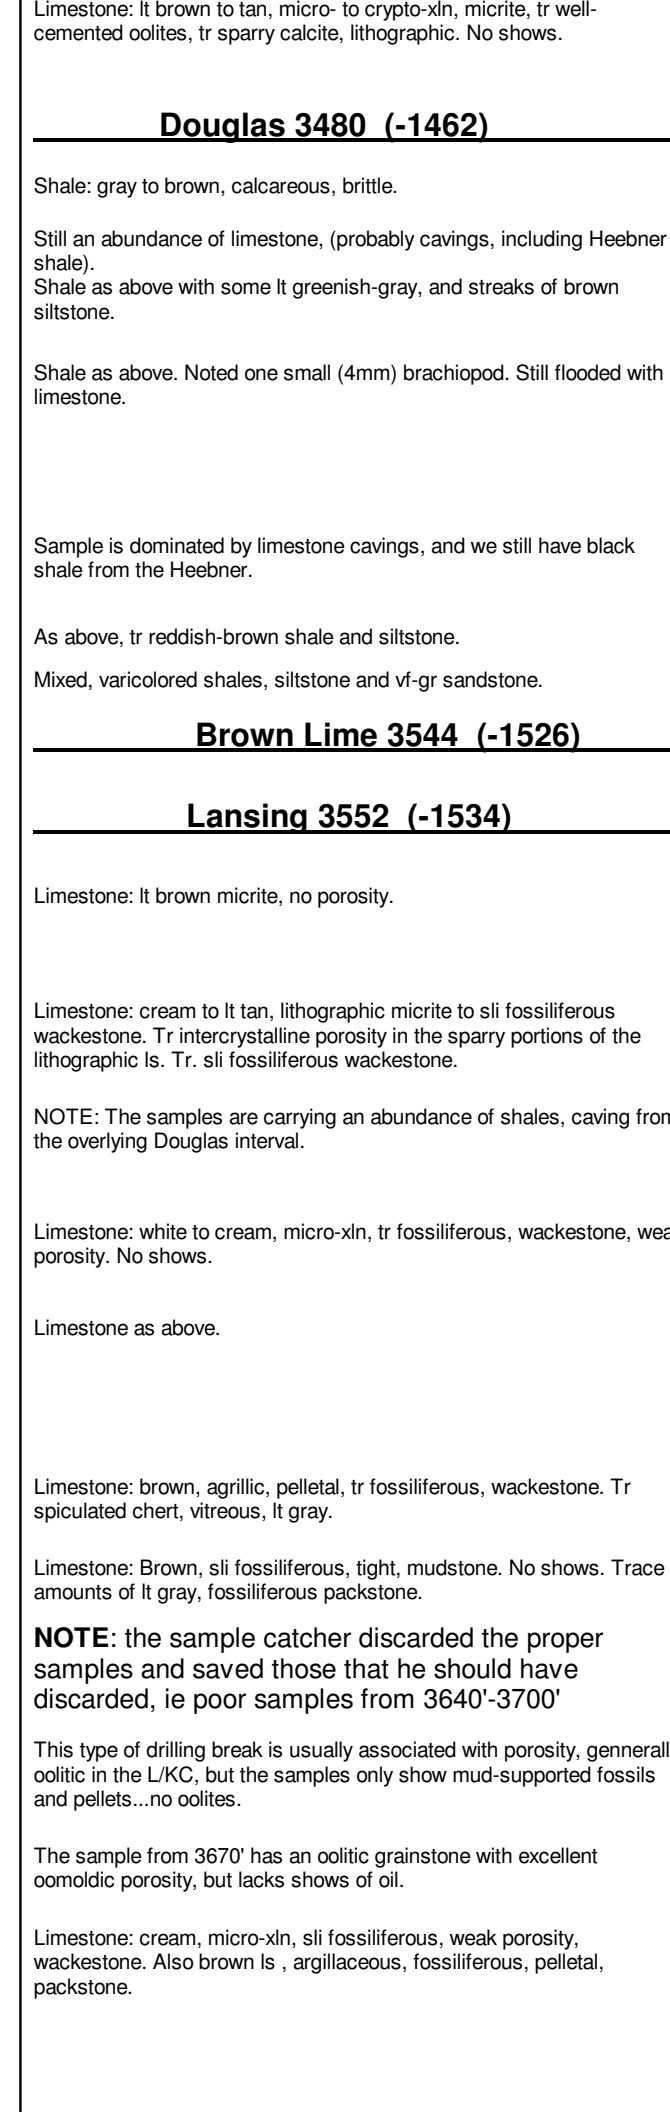 Limestone: lt brown to tan, micro- to crypto-xln, micrite, tr well-
cemented oolites, tr sparry calcite, lithographic. No shows.
Douglas 3480 (-1462)
Shale: gray to brown, calcareous, brittle.
Still an abundance of limestone, (probably cavings, including Heebner
shale).
Shale as above with some lt greenish-gray, and streaks of brown
siltstone.
Shale as above. Noted one small (4mm) brachiopod. Still flooded with
limestone.
Sample is dominated by limestone cavings, and we still have black
shale from the Heebner.
As above, tr reddish-brown shale and siltstone.
Mixed, varicolored shales, siltstone and vf-gr sandstone.
Brown Lime 3544 (-1526)
Lansing 3552 (-1534)
Limestone: lt brown micrite, no porosity.
Limestone: cream to lt tan, lithographic micrite to sli fossiliferous
wackestone. Tr intercrystalline porosity in the sparry portions of the
lithographic ls. Tr. sli fossiliferous wackestone.
NOTE: The samples are carrying an abundance of shales, caving from
the overlying Douglas interval.
Limestone: white to cream, micro-xln, tr fossiliferous, wackestone, wea
porosity. No shows.
Limestone as above.
Limestone: brown, agrillic, pelletal, tr fossiliferous, wackestone. Tr
spiculated chert, vitreous, lt gray.
Limestone: Brown, sli fossiliferous, tight, mudstone. No shows. Trace
amounts of lt gray, fossiliferous packstone.
NOTE: the sample catcher discarded the proper
samples and saved those that he should have
discarded, ie poor samples from 3640'-3700'
This type of drilling break is usually associated with porosity, gennerall
oolitic in the L/KC, but the samples only show mud-supported fossils
and pellets...no oolites.
The sample from 3670' has an oolitic grainstone with excellent
oomoldic porosity, but lacks shows of oil.
Limestone: cream, micro-xln, sli fossiliferous, weak porosity,
wackestone. Also brown ls , argillaceous, fossiliferous, pelletal,
packstone.